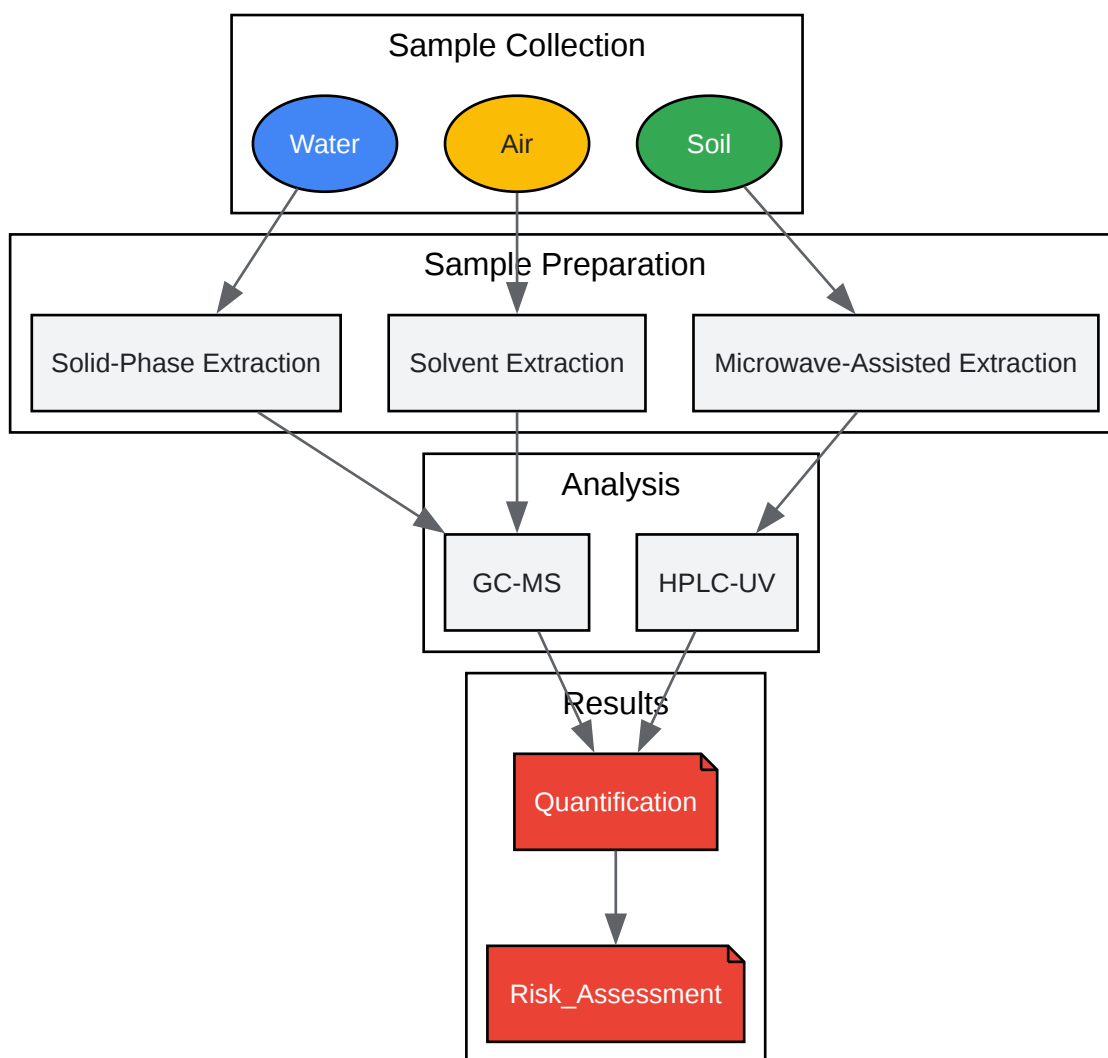 Sample Collection
Water
Air
Soil
Sample Preparation
Solid-Phase Extraction
Solvent Extraction
Microwave-Assisted Extraction
Analysis
GC-MS
HPLC-UV
Results
Quantification
Risk_Assessment